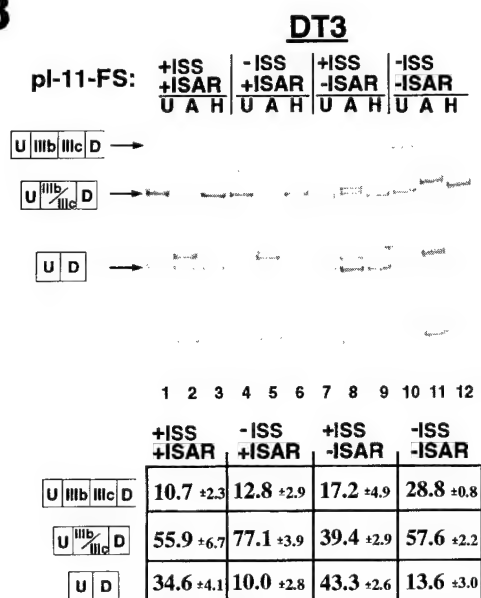 B
DT3
pI-11-FS:
+ISS -ISS +ISS -ISS
+ISAR +ISAR -ISAR -ISAR
U A H U A H U A H U A H
U IIIb IIIc D
U IIIb/IIIc D
U D
1 2 3 4 5 6 7 8 9 10 11 12
+ISS -ISS +ISS -ISS
+ISAR +ISAR -ISAR -ISAR
U IIIb IIIc D 10.7 ±2.3 12.8 ±2.9 17.2 ±4.9 28.8 ±0.8
U IIIb/IIIc D 55.9 ±6.7 77.1 ±3.9 39.4 ±2.9 57.6 ±2.2
U D 34.6 ±4.1 10.0 ±2.8 43.3 ±2.6 13.6 ±3.0